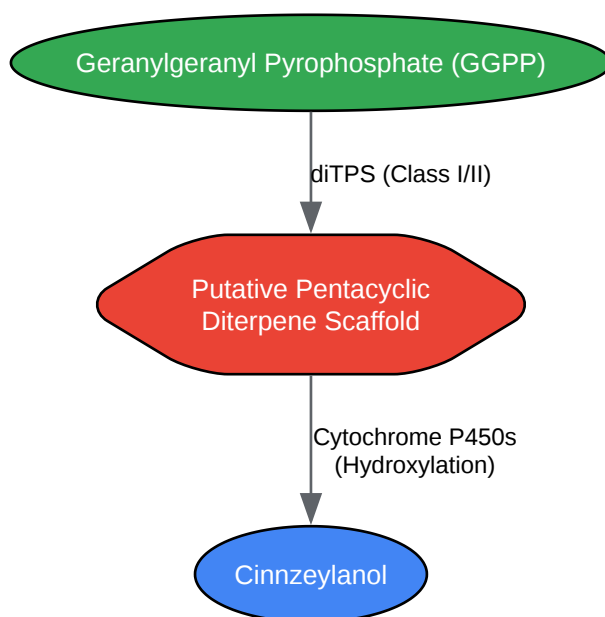 Geranylgeranyl Pyrophosphate (GGPP)
diTPS (Class I/II)
Putative Pentacyclic
Diterpene Scaffold
Cytochrome P450s
(Hydroxylation)
Cinnzeylanol